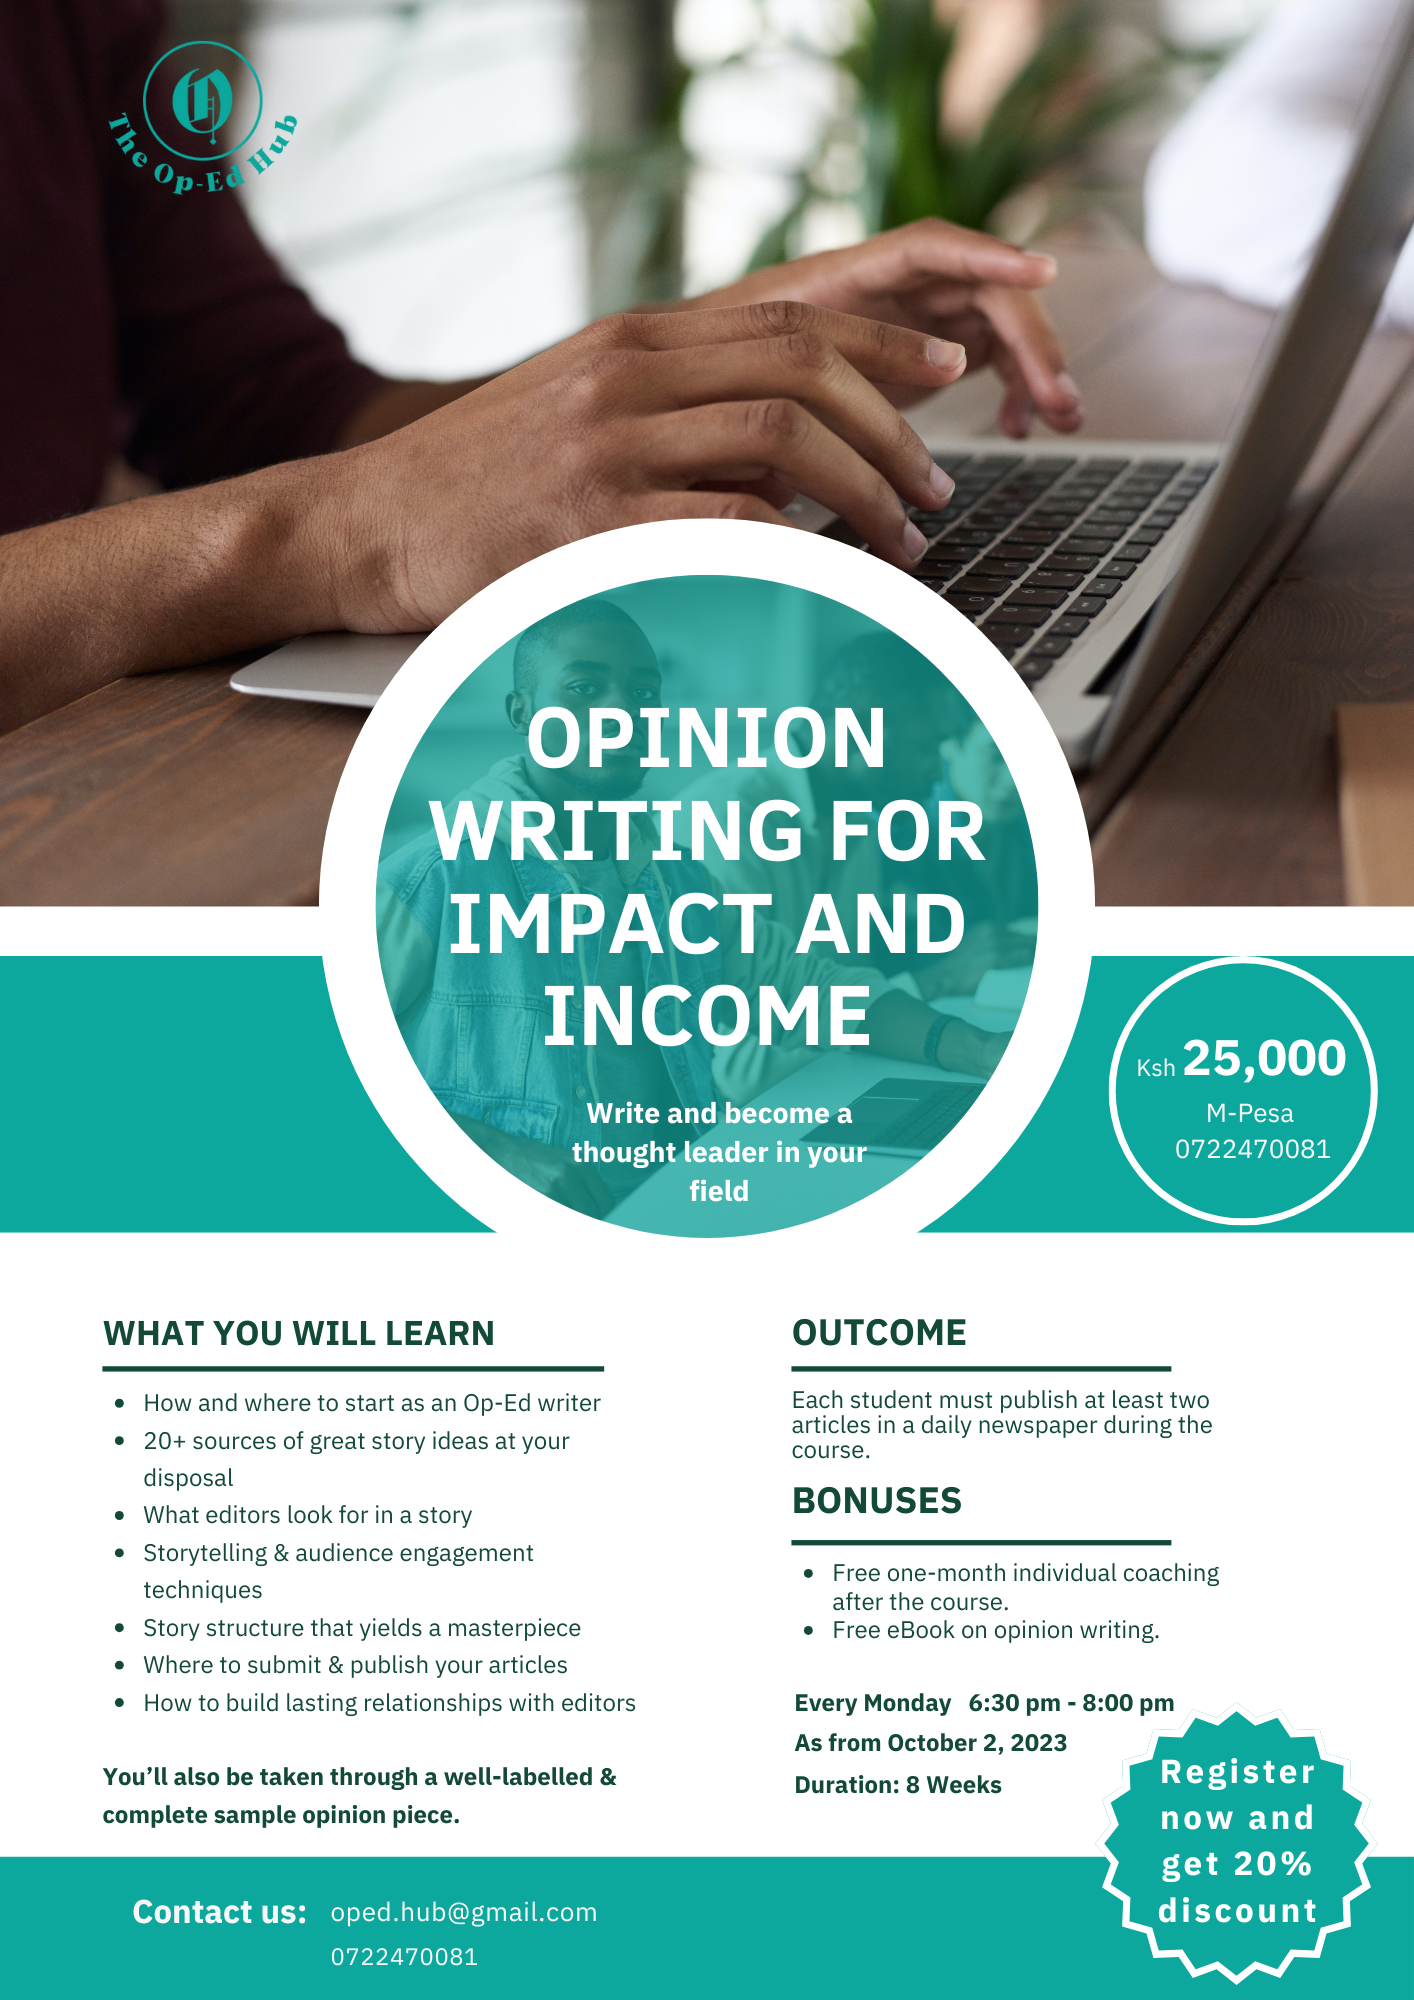 The Op-Ed Hub
OPINION
WRITING FOR
IMPACT AND
INCOME
Write and become a
thought leader in your
field
Ksh 25,000
M-Pesa
0722470081
WHAT YOU WILL LEARN
• How and where to start as an Op-Ed writer
• 20+ sources of great story ideas at your
disposal
• What editors look for in a story
• Storytelling & audience engagement
techniques
• Story structure that yields a masterpiece
• Where to submit & publish your articles
• How to build lasting relationships with editors
You’ll also be taken through a well-labelled &
complete sample opinion piece.
OUTCOME
Each student must publish at least two
articles in a daily newspaper during the
course.
BONUSES
• Free one-month individual coaching
after the course.
• Free eBook on opinion writing.
Every Monday 6:30 pm - 8:00 pm
As from October 2, 2023
Duration: 8 Weeks
Register
now and
get 20%
discount
Contact us: oped.hub@gmail.com
0722470081